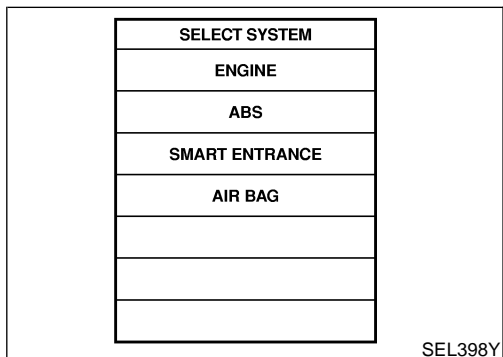 SELECT SYSTEM
ENGINE
ABS
SMART ENTRANCE
AIR BAG
SEL398Y